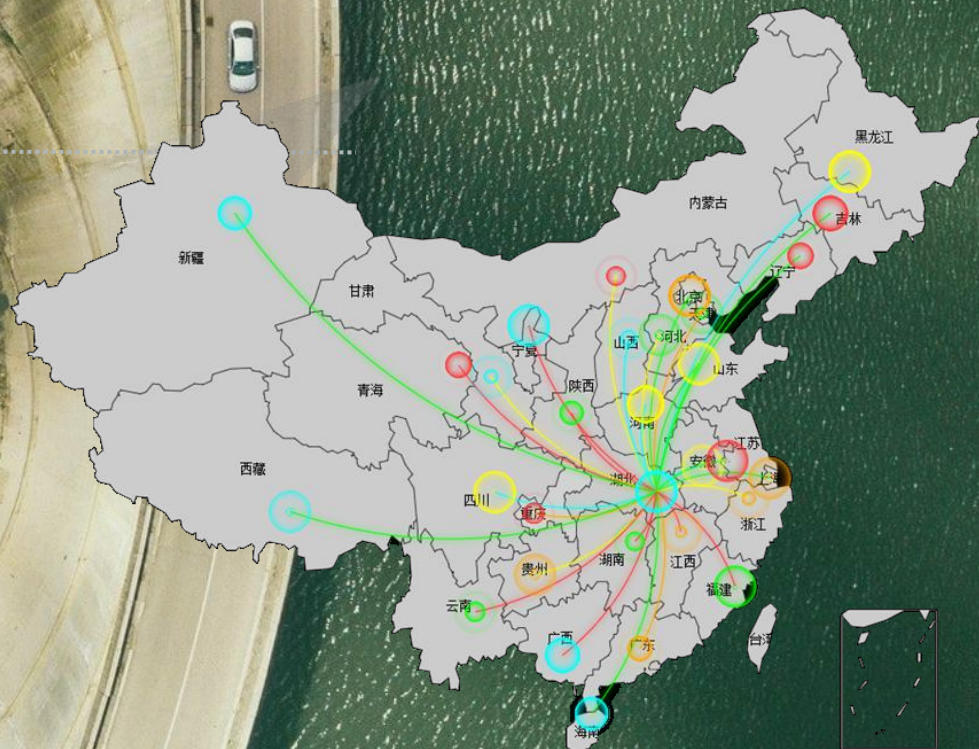 黑龙江
内蒙古
吉林
新疆
辽宁
甘肃
北京
天津
河北
山西
宁夏
山东
陕西
青海
河南
江苏
安徽
西藏
湖北
上海
四川
重庆
浙江
湖南
江西
贵州
福建
云南
广西
广东
台湾
海南